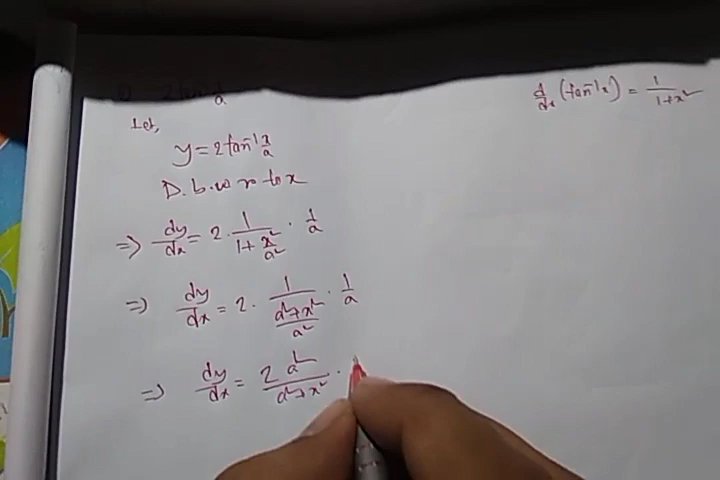 d/dx (tan⁻¹x) = 1/(1+x²)
Let,
y = 2 tan⁻¹ x/a
D. b. w r to x
⇒ dy/dx = 2 · 1/(1+x²/a²) · 1/a
⇒ dy/dx = 2 · 1/((a²+x²)/a²) · 1/a
⇒ dy/dx = 2a²/(a²+x²) ·